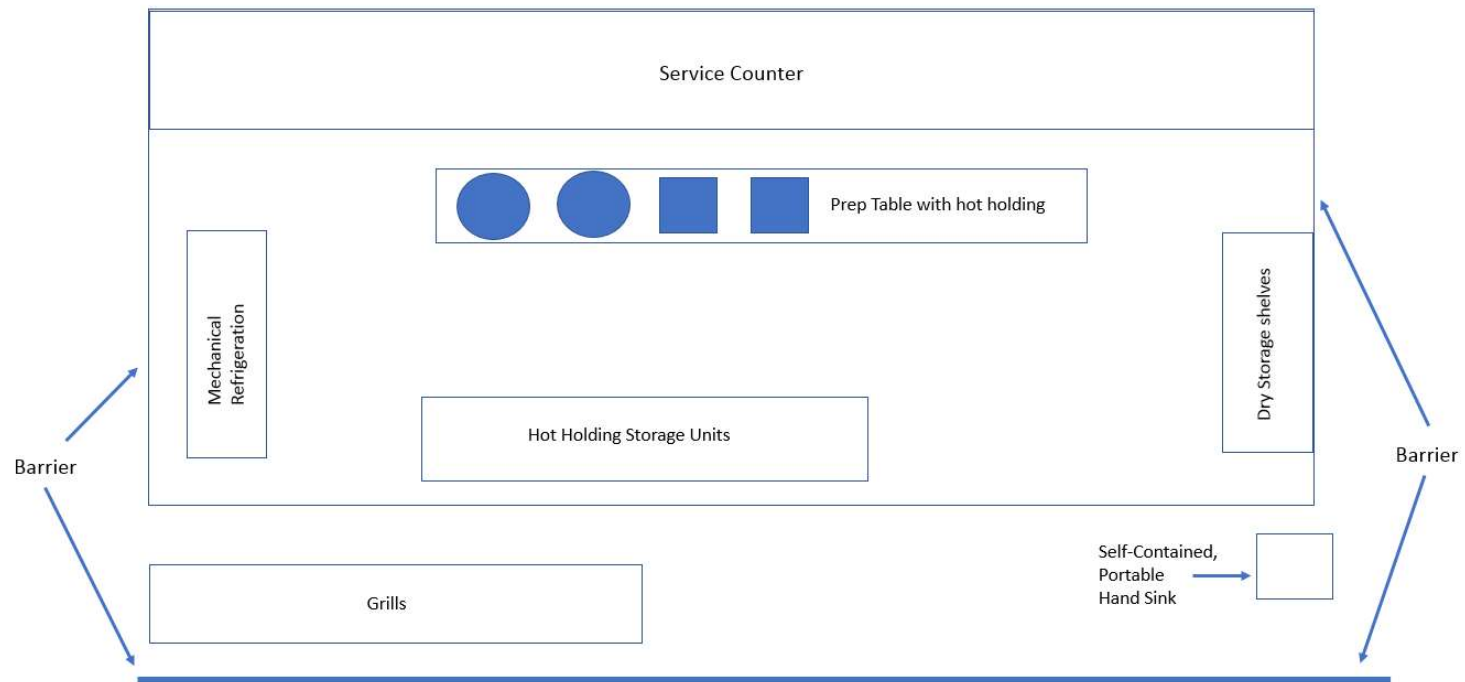 Service Counter
Prep Table with hot holding
Mechanical
Refrigeration
Dry Storage shelves
Hot Holding Storage Units
Barrier
Barrier
Self-Contained,
Portable
Hand Sink
Grills